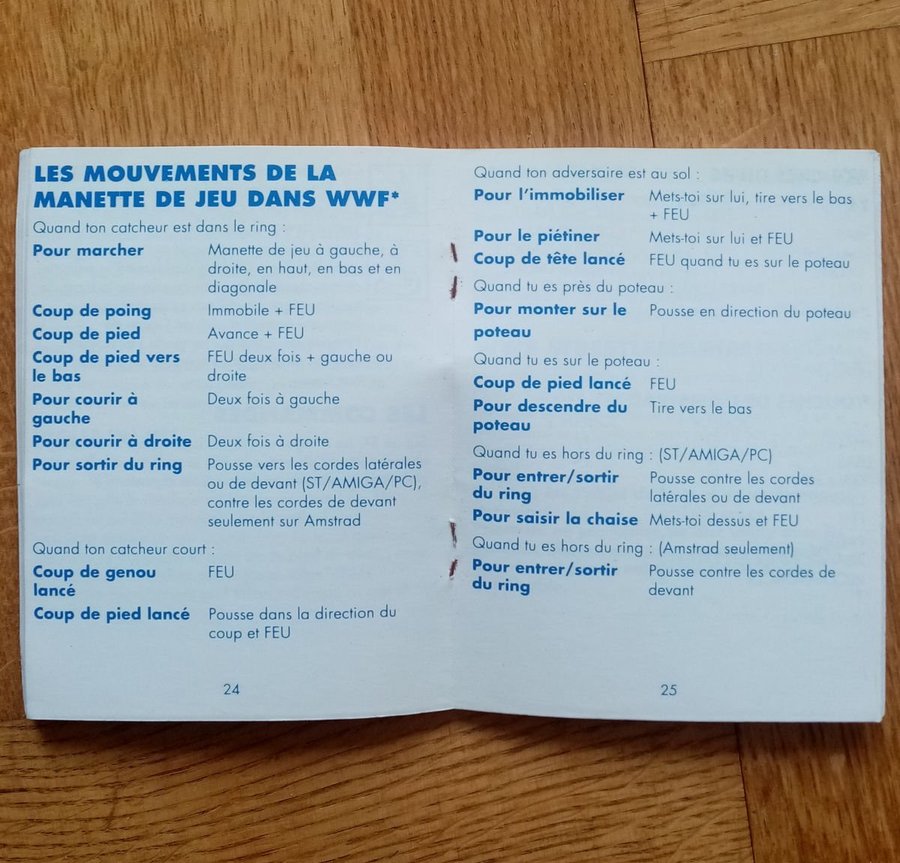 LES MOUVEMENTS DE LA
MANETTE DE JEU DANS WWF*
Quand ton catcheur est dans le ring :
Pour marcher Manette de jeu à gauche, à
droite, en haut, en bas et en
diagonale
Coup de poing Immobile + FEU
Coup de pied Avance + FEU
Coup de pied vers FEU deux fois + gauche ou
le bas droite
Pour courir à Deux fois à gauche
gauche
Pour courir à droite Deux fois à droite
Pour sortir du ring Pousse vers les cordes latérales
ou de devant (ST/AMIGA/PC),
contre les cordes de devant
seulement sur Amstrad
Quand ton catcheur court :
Coup de genou FEU
lancé
Coup de pied lancé Pousse dans la direction du
coup et FEU
24
Quand ton adversaire est au sol :
Pour l'immobiliser Mets-toi sur lui, tire vers le bas
+ FEU
Pour le piétiner Mets-toi sur lui et FEU
Coup de tête lancé FEU quand tu es sur le poteau
Quand tu es près du poteau :
Pour monter sur le Pousse en direction du poteau
poteau
Quand tu es sur le poteau :
Coup de pied lancé FEU
Pour descendre du Tire vers le bas
poteau
Quand tu es hors du ring : (ST/AMIGA/PC)
Pour entrer/sortir Pousse contre les cordes
du ring latérales ou de devant
Pour saisir la chaise Mets-toi dessus et FEU
Quand tu es hors du ring : (Amstrad seulement)
Pour entrer/sortir Pousse contre les cordes de
du ring devant
25